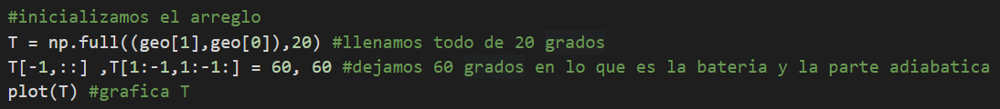 #inicializamos el arreglo
T = np.full((geo[1],geo[0]),20) #llenamos todo de 20 grados
T[-1,::] ,T[1:-1,1:-1:] = 60, 60 #dejamos 60 grados en lo que es la bateria y la parte adiabatica
plot(T) #grafica T